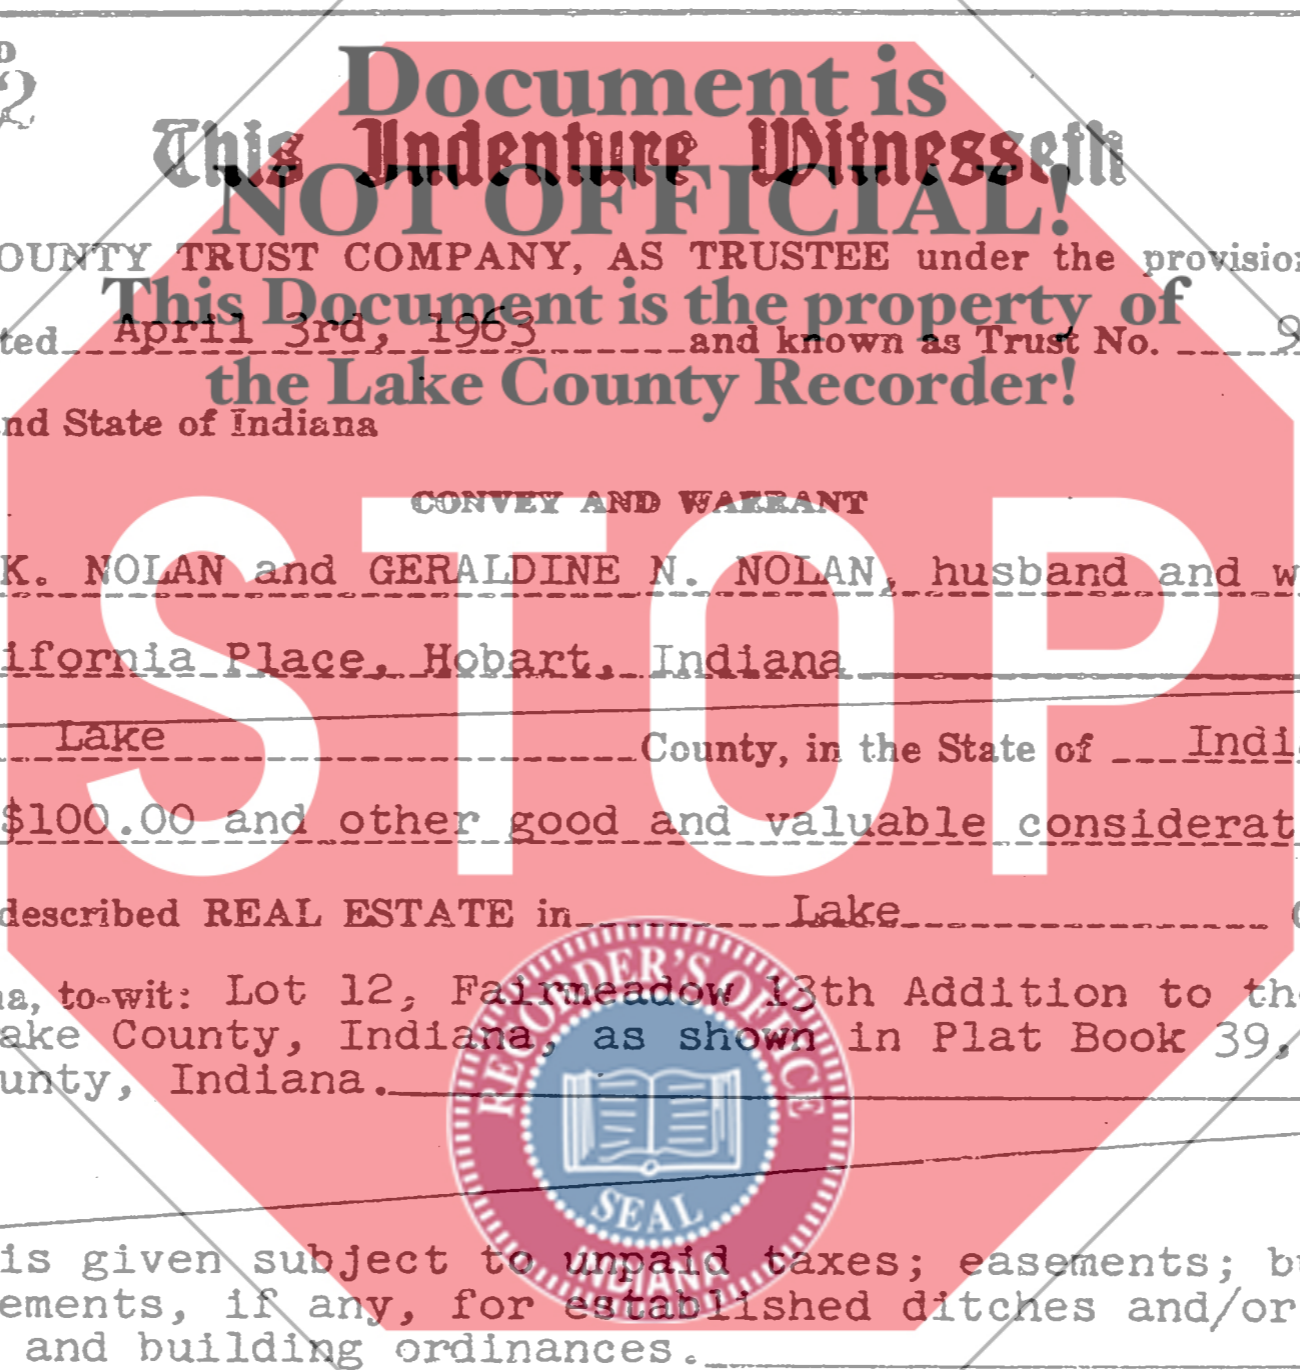 Document is
This Indenture Witnesseth
NOT OFFICIAL!
OUNTY TRUST COMPANY, AS TRUSTEE under the provision
This Document is the property of
ted April 3rd, 1963 and known as Trust No. 9
the Lake County Recorder!
nd State of Indiana
CONVEY AND WARRANT
STOP
K. NOLAN and GERALDINE N. NOLAN, husband and w
ifornia Place, Hobart, Indiana
Lake County, in the State of Indi
$100.00 and other good and valuable considerat
described REAL ESTATE in Lake
RECORDER'S OFFICE
a, to-wit: Lot 12, Fairmeadow 13th Addition to th
ake County, Indiana, as shown in Plat Book 39,
unty, Indiana.
SEAL
INDIANA
is given subject to unpaid taxes; easements; b
ements, if any, for established ditches and/or
and building ordinances.